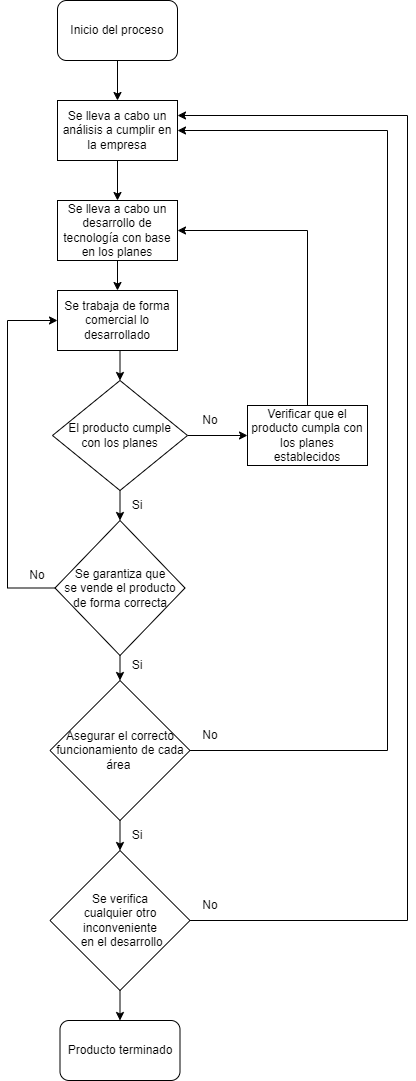 Inicio del proceso
Se lleva a cabo un
análisis a cumplir en
la empresa
Se lleva a cabo un
desarrollo de
tecnología con base
en los planes
Se trabaja de forma
comercial lo
desarrollado
El producto cumple
con los planes
No
Verificar que el
producto cumpla con
los planes
establecidos
Si
Se garantiza que
se vende el producto
de forma correcta
No
Si
Asegurar el correcto
funcionamiento de cada
área
No
Si
Se verifica
cualquier otro
inconveniente
en el desarrollo
No
Producto terminado